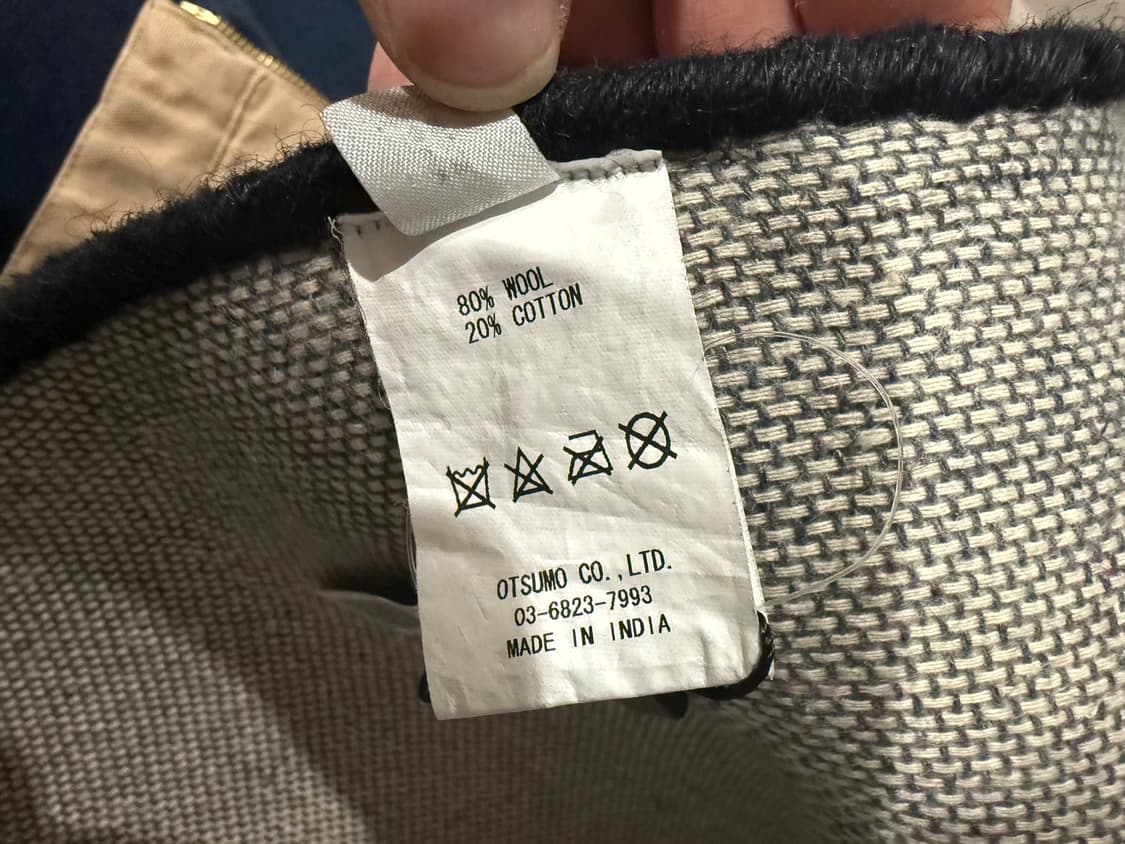 80% WOOL
20% COTTON
OTSUMO CO.,LTD.
03-6823-7993
MADE IN INDIA